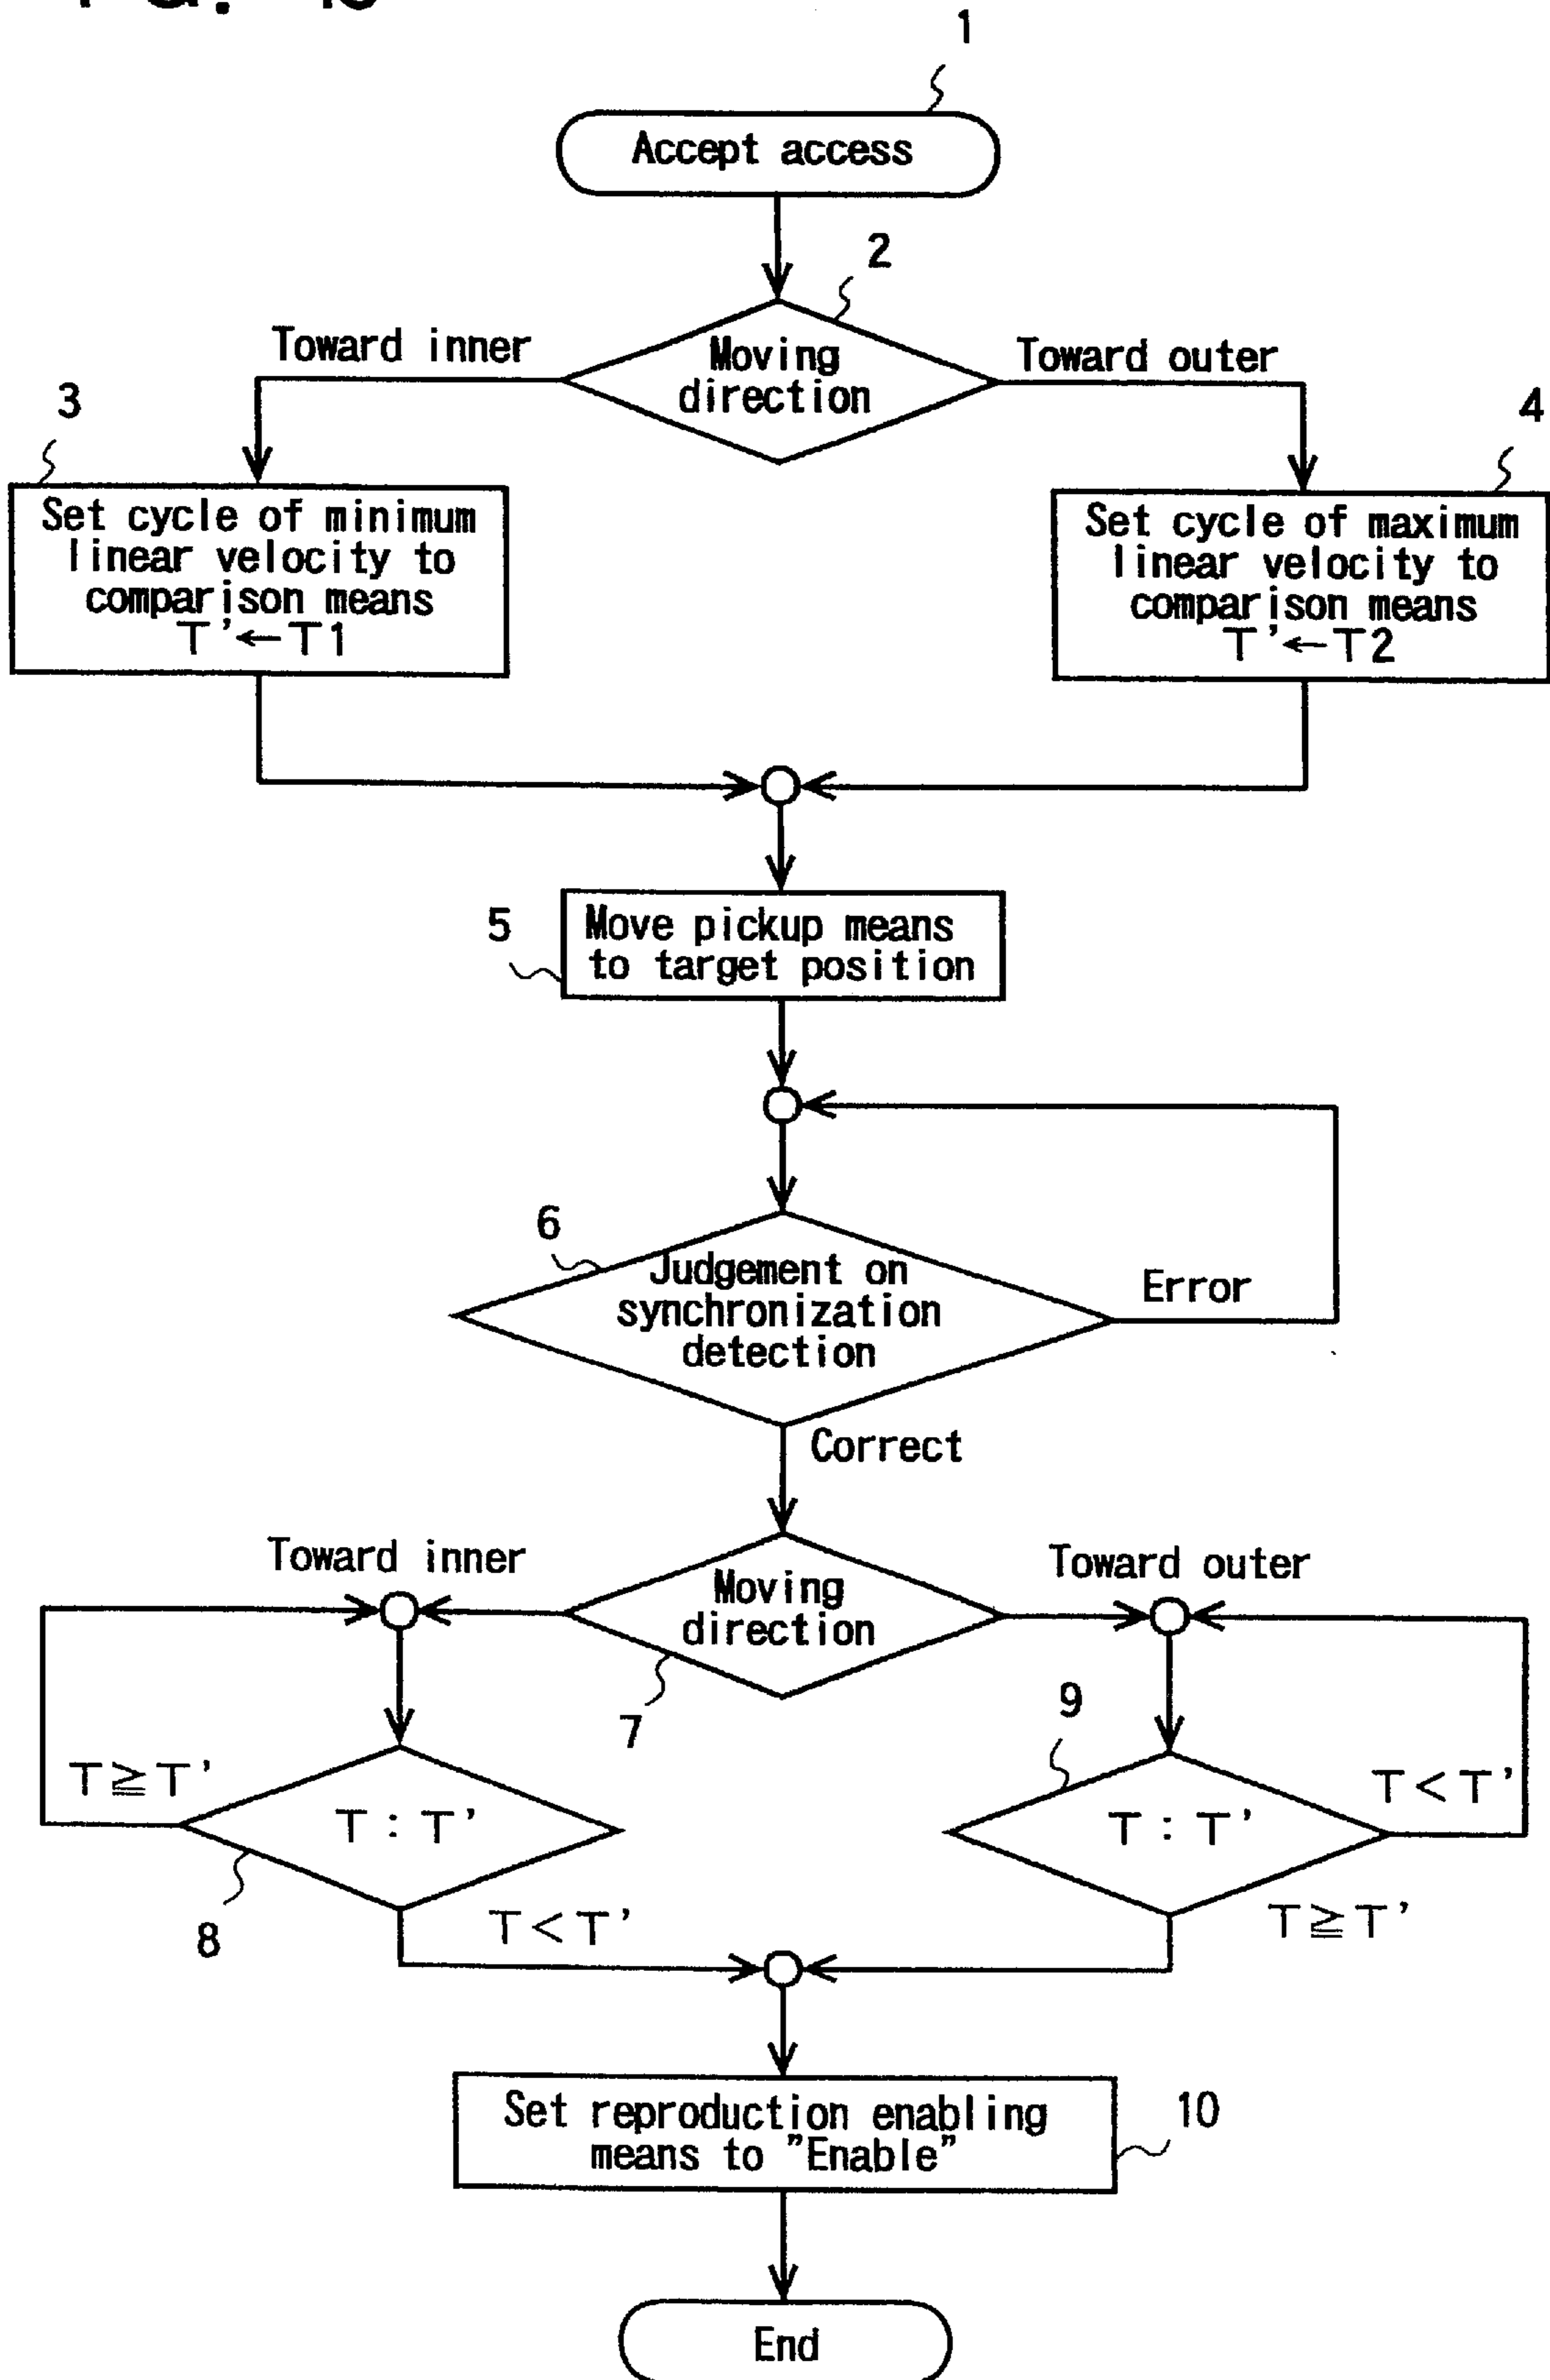 1
Accept access
2
Moving
direction
Toward inner
Toward outer
3
Set cycle of minimum
linear velocity to
comparison means
T'←T1
4
Set cycle of maximum
linear velocity to
comparison means
T'←T2
5
Move pickup means
to target position
6
Judgement on
synchronization
detection
Error
Correct
Toward inner
Moving
direction
Toward outer
7
T≧T'
T : T'
8
T<T'
9
T : T'
T<T'
T≧T'
Set reproduction enabling
means to "Enable"
10
End